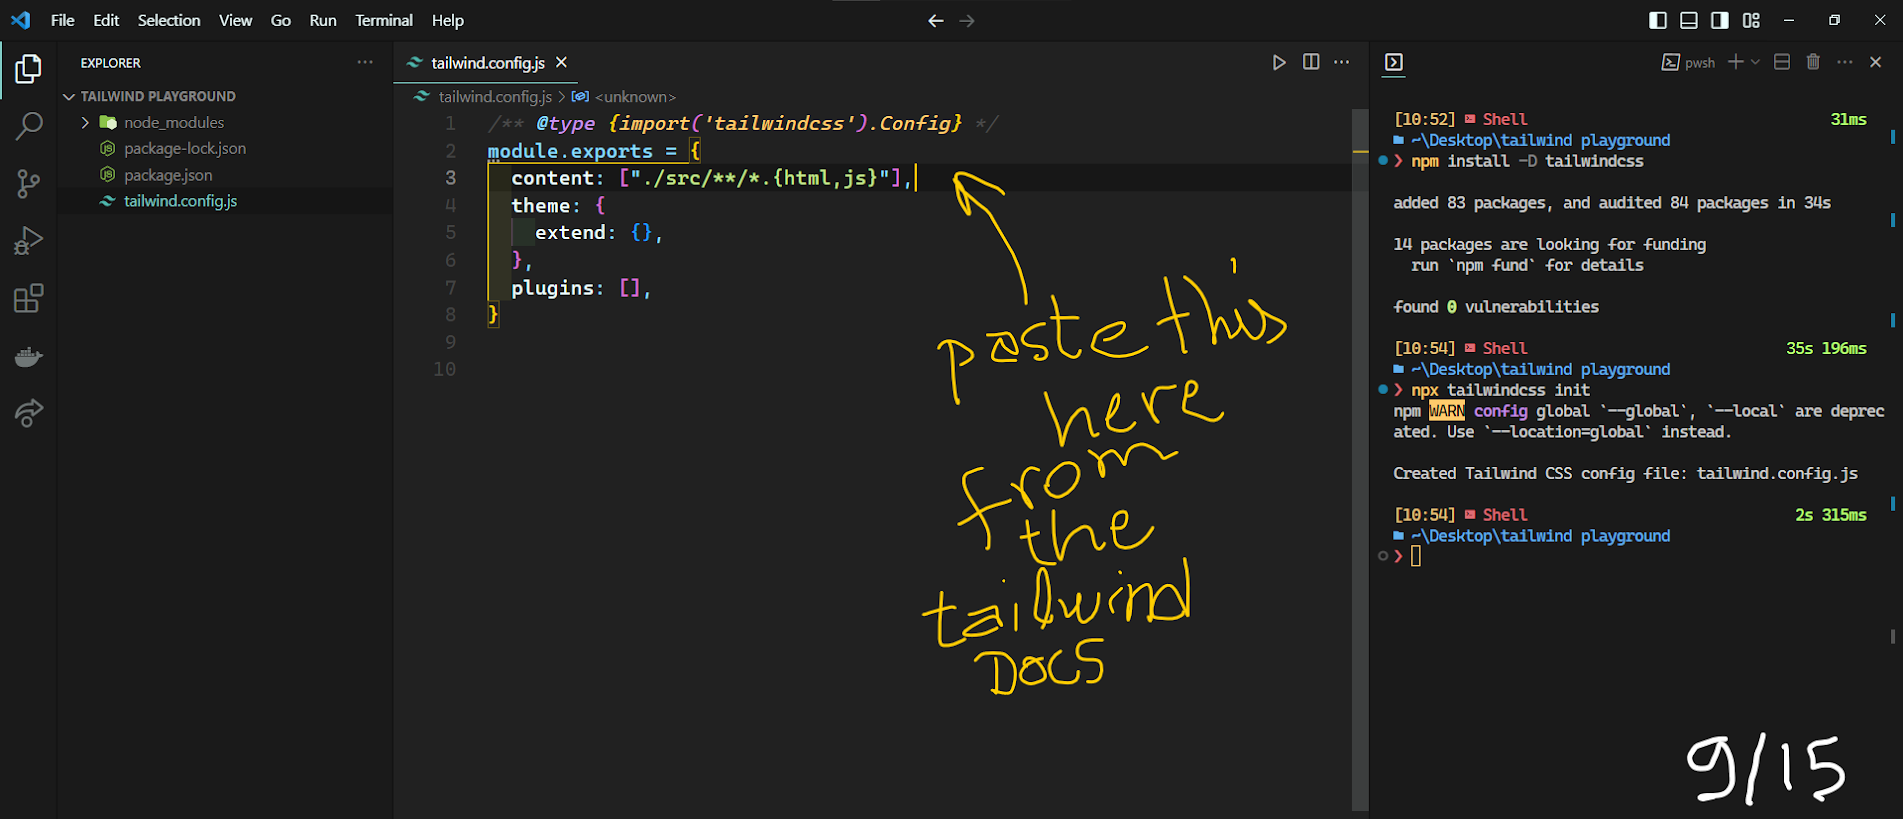 File Edit Selection View Go Run Terminal Help
EXPLORER
TAILWIND PLAYGROUND
node_modules
package-lock.json
package.json
tailwind.config.js
tailwind.config.js
tailwind.config.js > <unknown>
1 /** @type {import('tailwindcss').Config} */
2 module.exports = {
3 content: ["./src/**/*.{html,js}"],
4 theme: {
5 extend: {},
6 },
7 plugins: [],
8 }
9
10
paste this
here
from
the
tailwind
DOCS
pwsh
[10:52] Shell 31ms
~\Desktop\tailwind playground
❯ npm install -D tailwindcss
added 83 packages, and audited 84 packages in 34s
14 packages are looking for funding
run `npm fund` for details
found 0 vulnerabilities
[10:54] Shell 35s 196ms
~\Desktop\tailwind playground
❯ npx tailwindcss init
npm WARN config global `--global`, `--local` are deprec
ated. Use `--location=global` instead.
Created Tailwind CSS config file: tailwind.config.js
[10:54] Shell 2s 315ms
~\Desktop\tailwind playground
❯
9/15